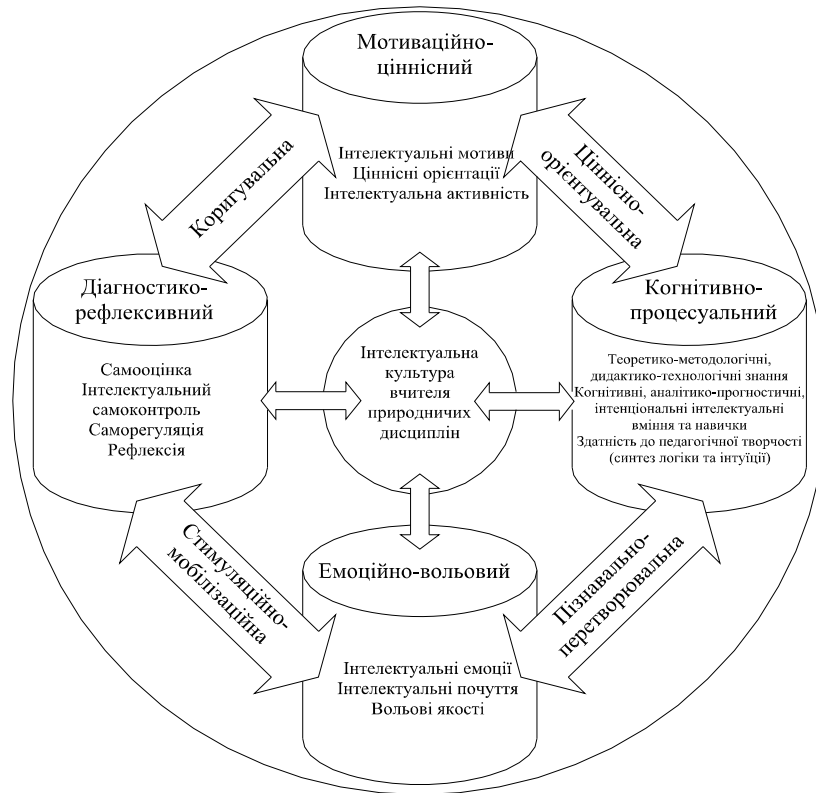 Мотиваційно-
ціннісний
Інтелектуальні мотиви
Ціннісні орієнтації
Інтелектуальна активність
Коригувальна
Ціннісно-
орієнтувальна
Діагностико-
рефлексивний
Самооцінка
Інтелектуальний
самоконтроль
Саморегуляція
Рефлексія
Інтелектуальна
культура
вчителя
природничих
дисциплін
Когнітивно-
процесуальний
Теоретико-методологічні,
дидактико-технологічні знання
Когнітивні, аналітико-прогностичні,
інтенціональні інтелектуальні
вміння та навички
Здатність до педагогічної творчості
(синтез логіки та інтуїції)
Стимуляційно-
мобілізаційна
Пізнавально-
перетворювальна
Емоційно-вольовий
Інтелектуальні емоції
Інтелектуальні почуття
Вольові якості